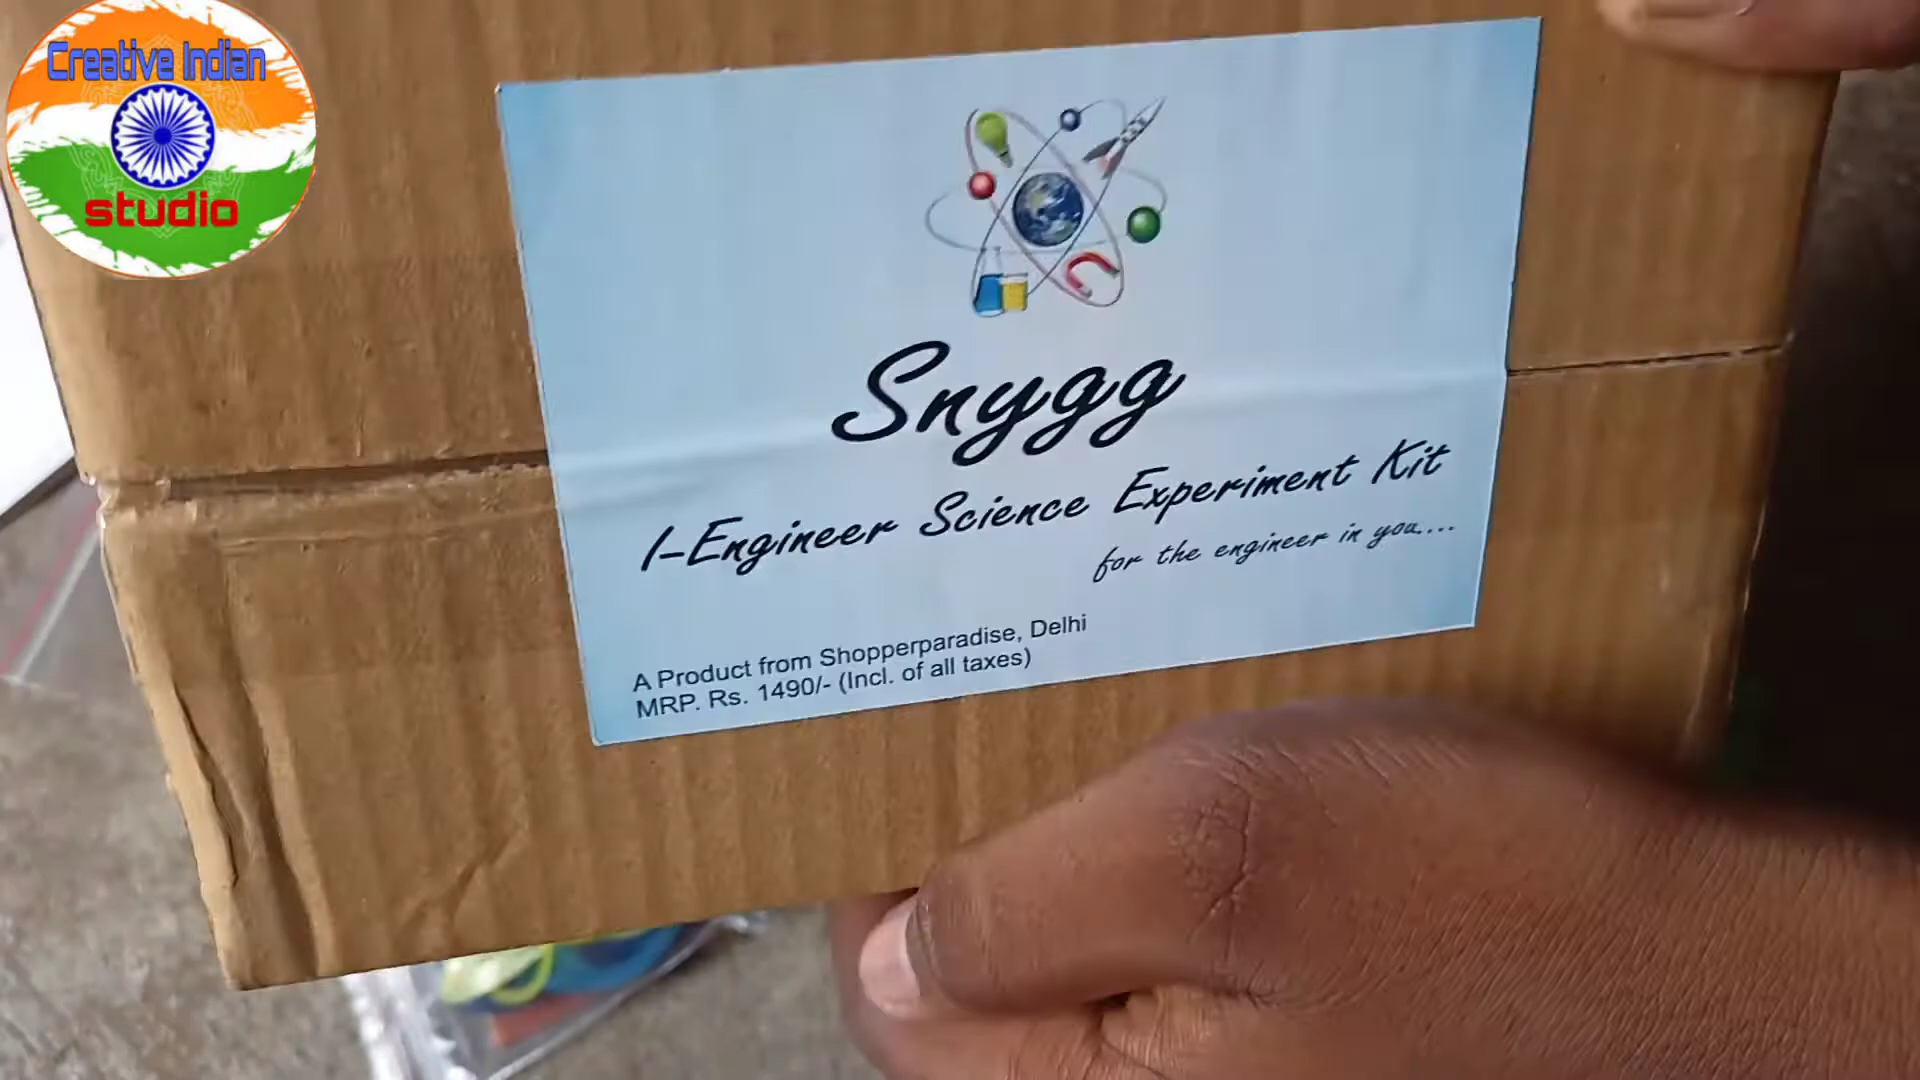 Creative Indian
studio
Snygg
I-Engineer Science Experiment Kit
for the engineer in you....
A Product from Shopperparadise, Delhi
MRP. Rs. 1490/- (Incl. of all taxes)